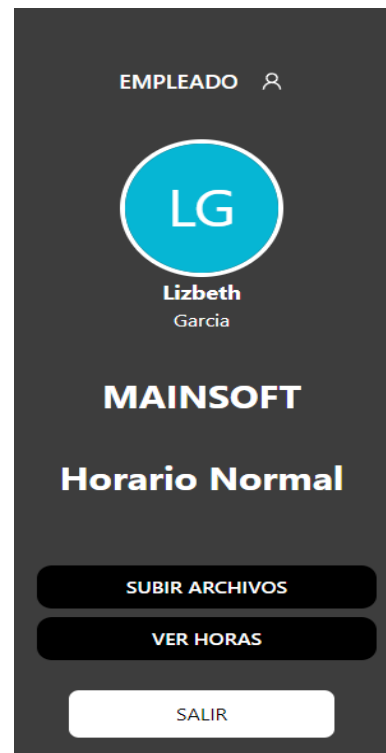 EMPLEADO
LG
Lizbeth
Garcia
MAINSOFT
Horario Normal
SUBIR ARCHIVOS
VER HORAS
SALIR